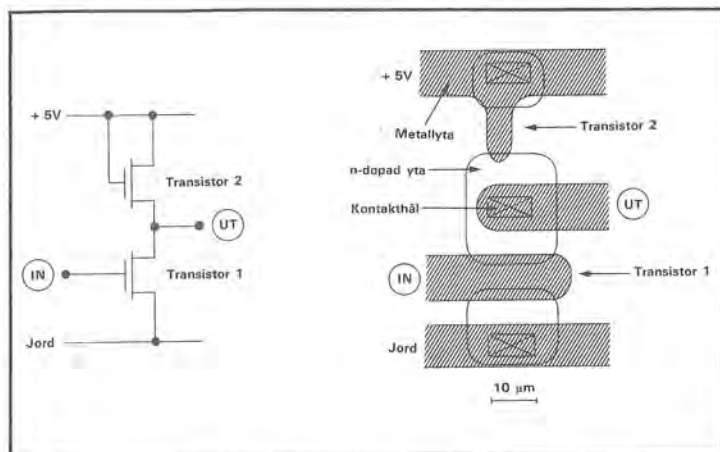 + 5V
Transistor 2
UT
IN
Transistor 1
Jord
+ 5V
Metallyta
Transistor 2
n-dopad yta
Kontakthål
UT
IN
Transistor 1
Jord
10 µm